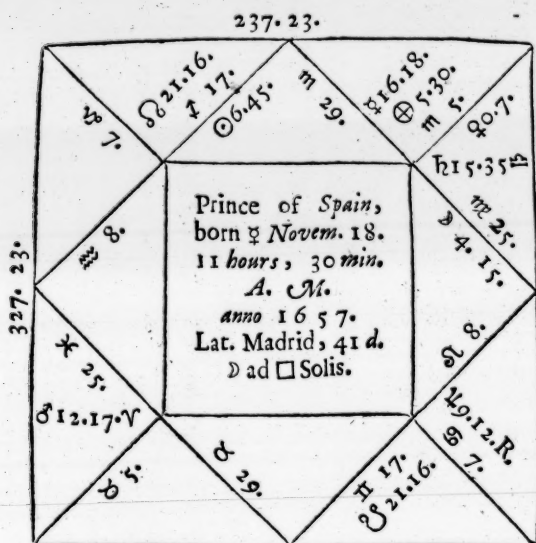 237. 23.
♏ 29.
☿ 16.18.
⊕ 5.30.
♏ 5.
♀ 0.7.
♄ 15.35 ♎
♍ 25.
☽ 4. 15.
♌ 8.
♃ 9.12.R.
♋ 7.
♊ 17.
☋ 21.16.
♉ 29.
♉ 5.
♂ 12.17.♈
♓ 25.
327. 23.
♒ 8.
♑ 7.
☊ 21.16.
♐ 17.
☉ 6.45.
Prince of Spain,
born ☿ Novem. 18.
11 hours, 30 min.
A. M.
anno 1657.
Lat. Madrid, 41 d.
☽ ad □ Solis.